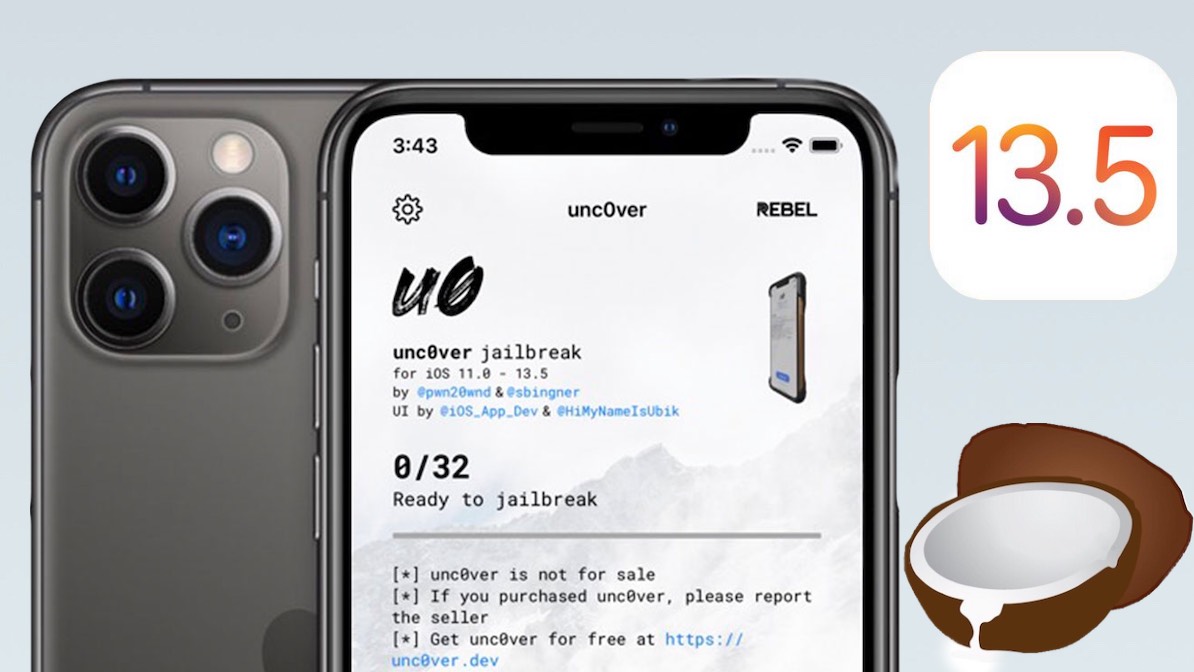 3:43
unc0ver
REBEL
u0
unc0ver jailbreak
for iOS 11.0 - 13.5
by @pwn20wnd & @sbingner
UI by @iOS_App_Dev & @HiMyNameIsUbik
0/32
Ready to jailbreak
[*] unc0ver is not for sale
[*] If you purchased unc0ver, please report
the seller
[*] Get unc0ver for free at https://
unc0ver.dev
13.5